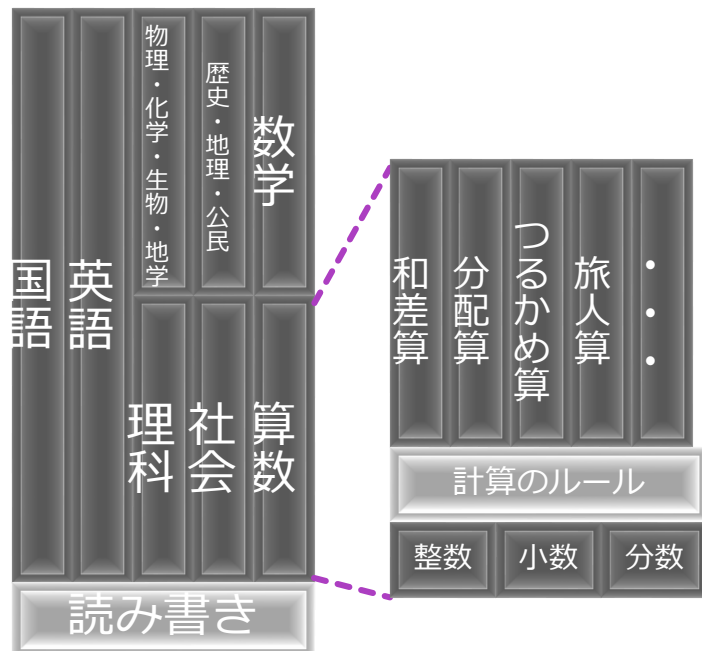 国語
英語
物理・化学・生物・地学
歴史・地理・公民
数学
理科
社会
算数
読み書き
和差算
分配算
つるかめ算
旅人算
・・・
計算のルール
整数
小数
分数